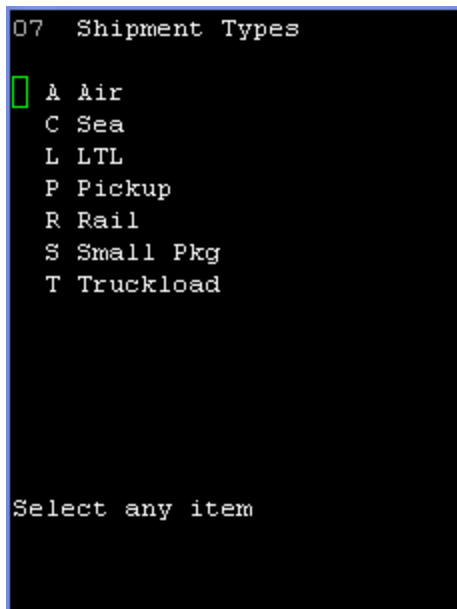 07 Shipment Types
A Air
C Sea
L LTL
P Pickup
R Rail
S Small Pkg
T Truckload
Select any item